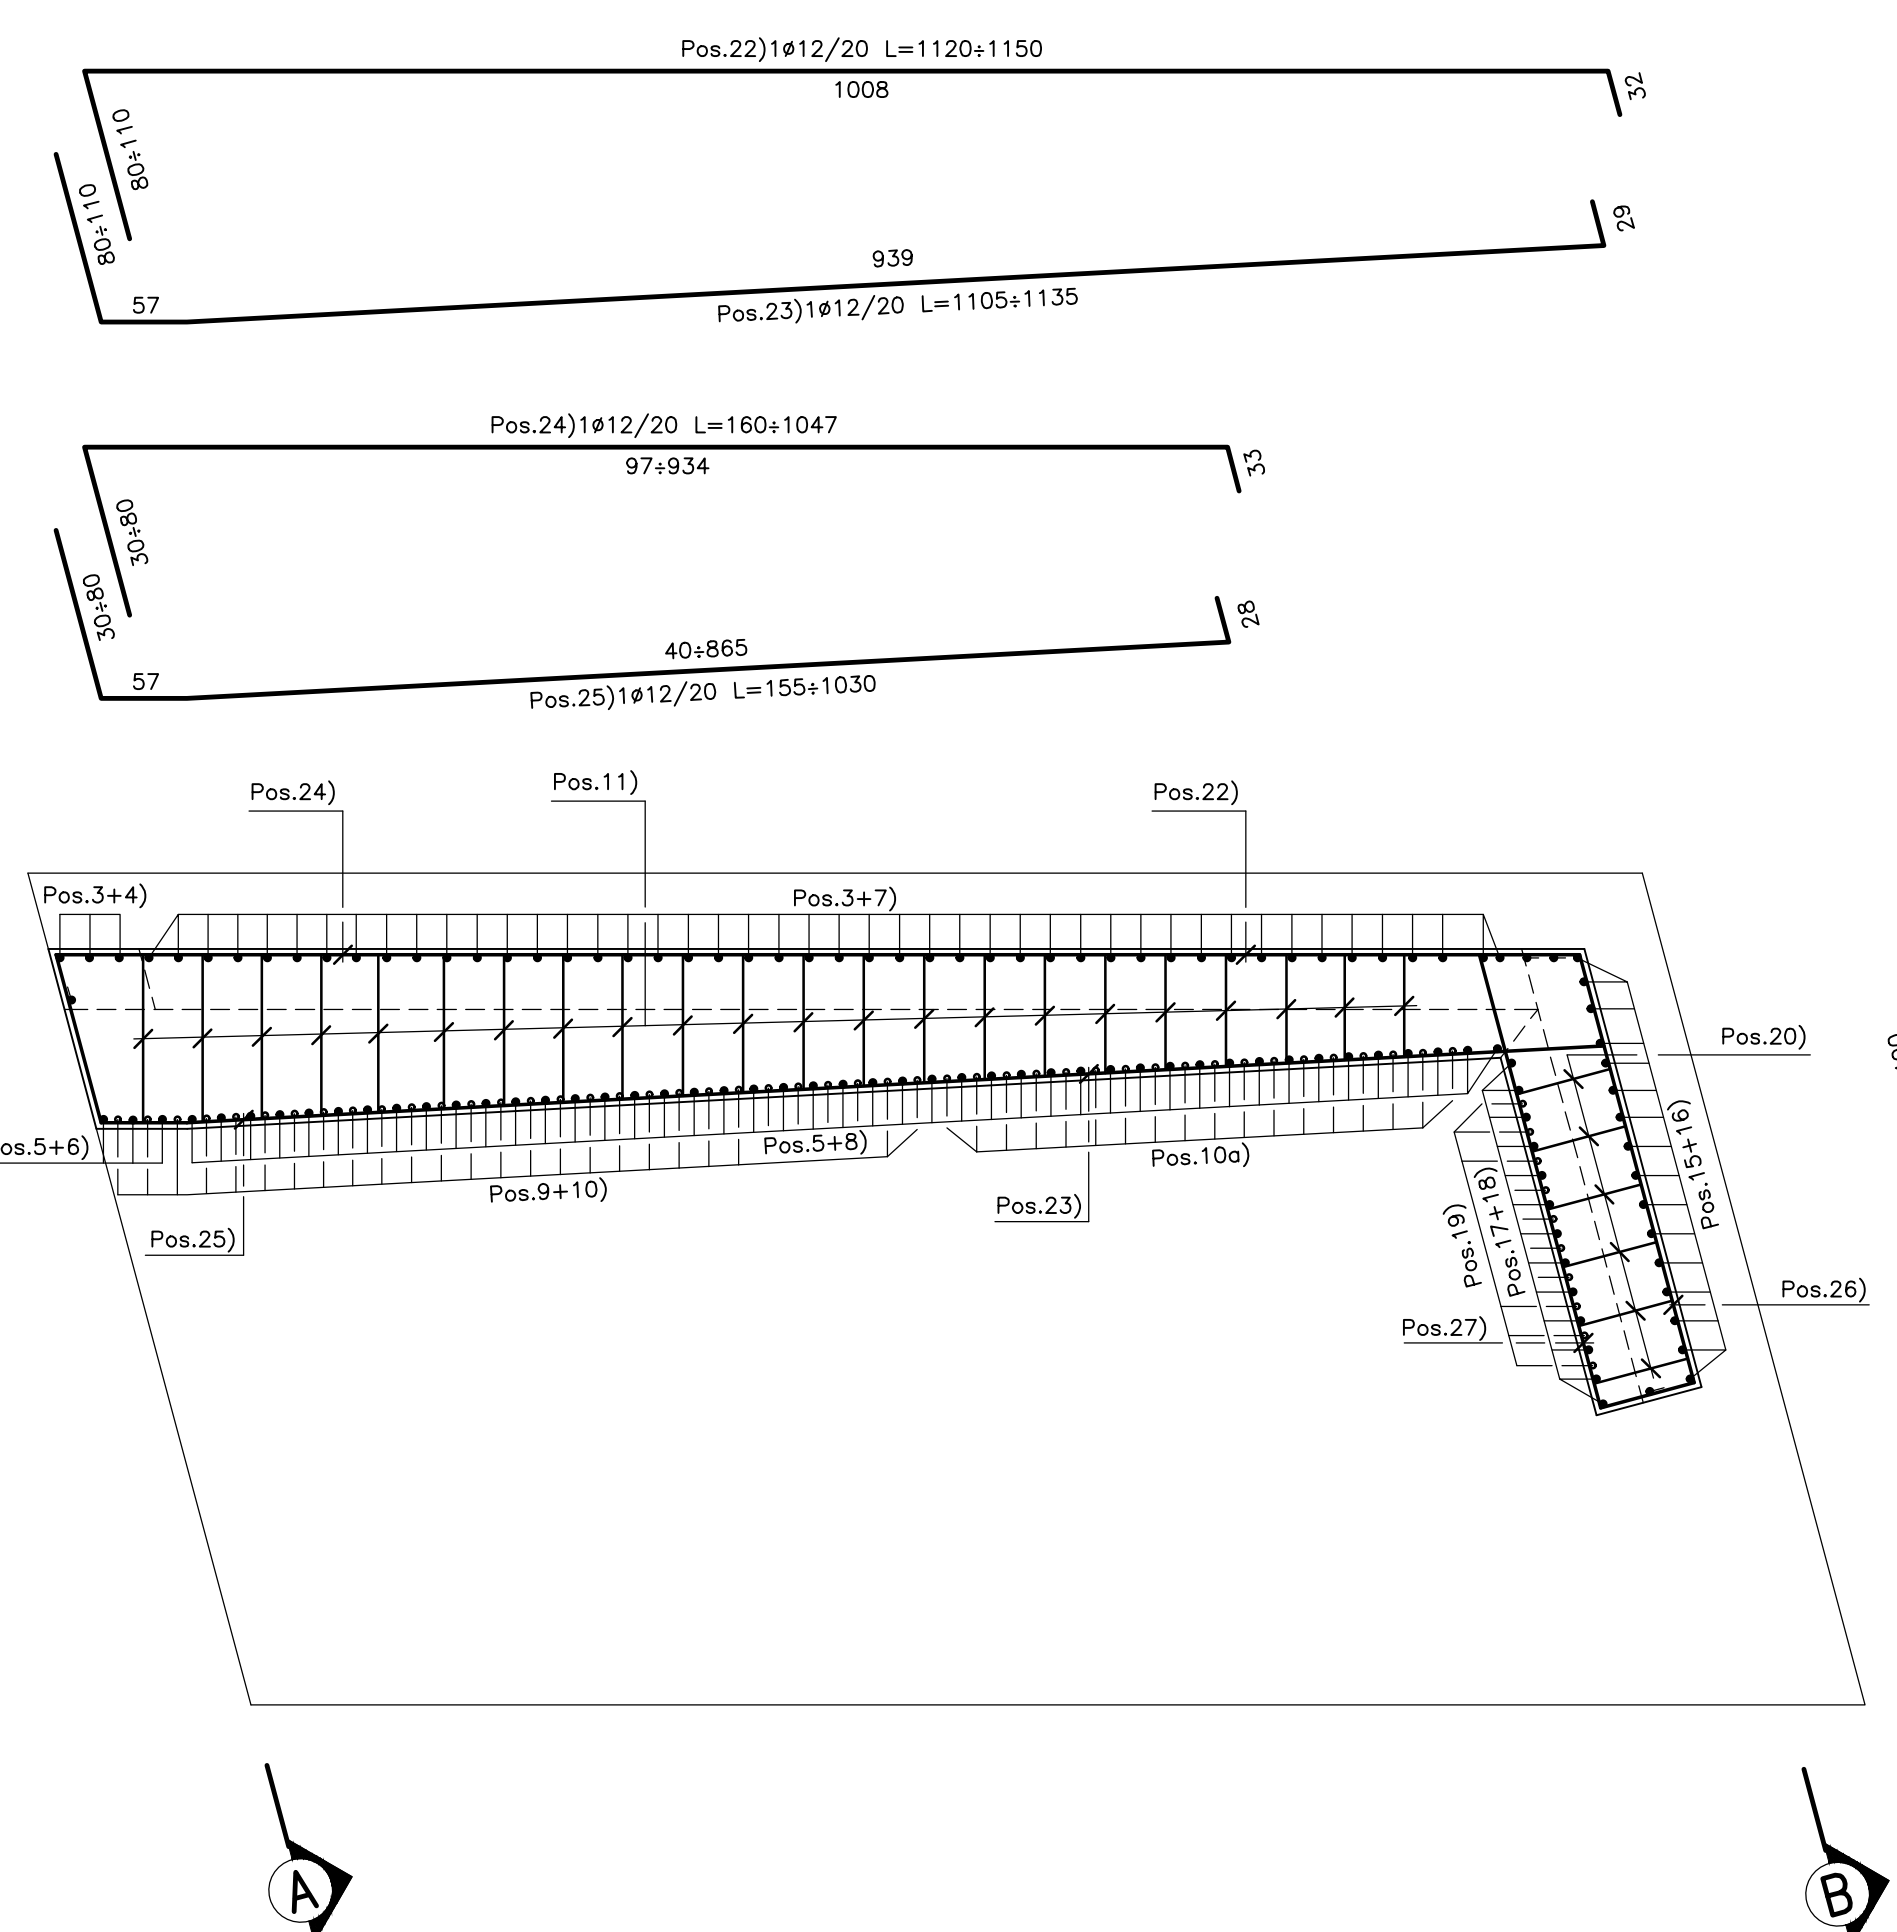 Pos.22)1ø12/20 L=1120÷1150
1008
32
80÷110
80÷110
29
939
57
Pos.23)1ø12/20 L=1105÷1135
Pos.24)1ø12/20 L=160÷1047
97÷934
33
30÷80
30÷80
28
40÷865
57
Pos.25)1ø12/20 L=155÷1030
Pos.24)
Pos.11)
Pos.22)
Pos.3+4)
Pos.3+7)
Pos.20)
os.5+6)
Pos.5+8)
Pos.10a)
Pos.9+10)
Pos.23)
Pos.25)
Pos.19)
Pos.17+18)
Pos.15+16)
Pos.26)
Pos.27)
A
B